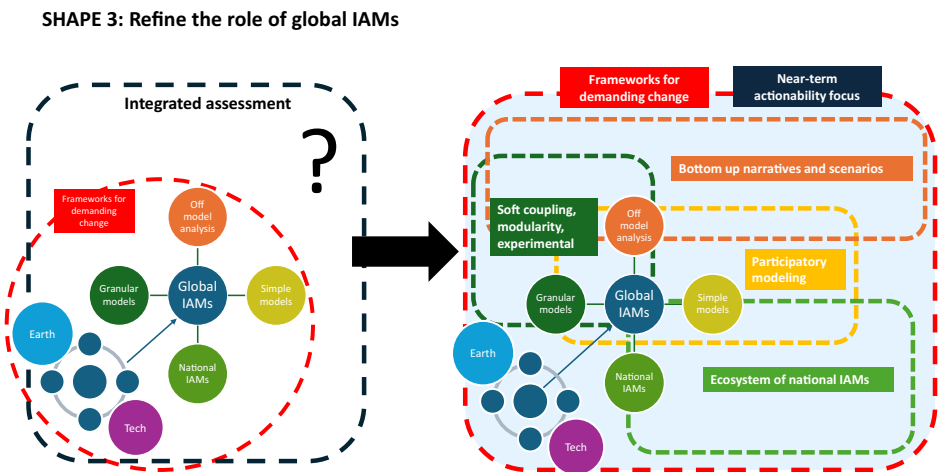 SHAPE 3: Refine the role of global IAMs
Integrated assessment
?
Frameworks for
demanding
change
Off
model
analysis
Granular
models
Global
IAMs
Simple
models
Earth
National
IAMs
Tech
Frameworks for
demanding change
Near-term
actionability focus
Bottom up narratives and scenarios
Soft coupling,
modularity,
experimental
Off
model
analysis
Participatory
modeling
Granular
models
Global
IAMs
Simple
models
Earth
National
IAMs
Ecosystem of national IAMs
Tech